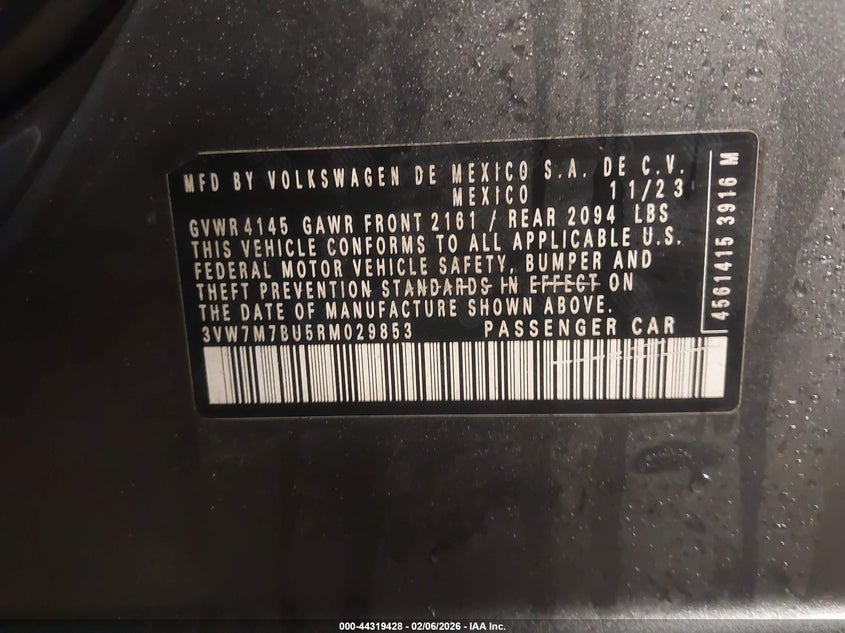 MFD BY VOLKSWAGEN DE MEXICO S.A. DE C.V.
MEXICO 11/23
GVWR 4145 GAWR FRONT 2161 / REAR 2094 LBS
THIS VEHICLE CONFORMS TO ALL APPLICABLE U.S.
FEDERAL MOTOR VEHICLE SAFETY, BUMPER AND
THEFT PREVENTION STANDARDS IN EFFECT ON
THE DATE OF MANUFACTURE SHOWN ABOVE.
3VW7M7BU5RM029853 PASSENGER CAR
4561415 3916 M
000-44319428 - 02/06/2026 - IAA Inc.